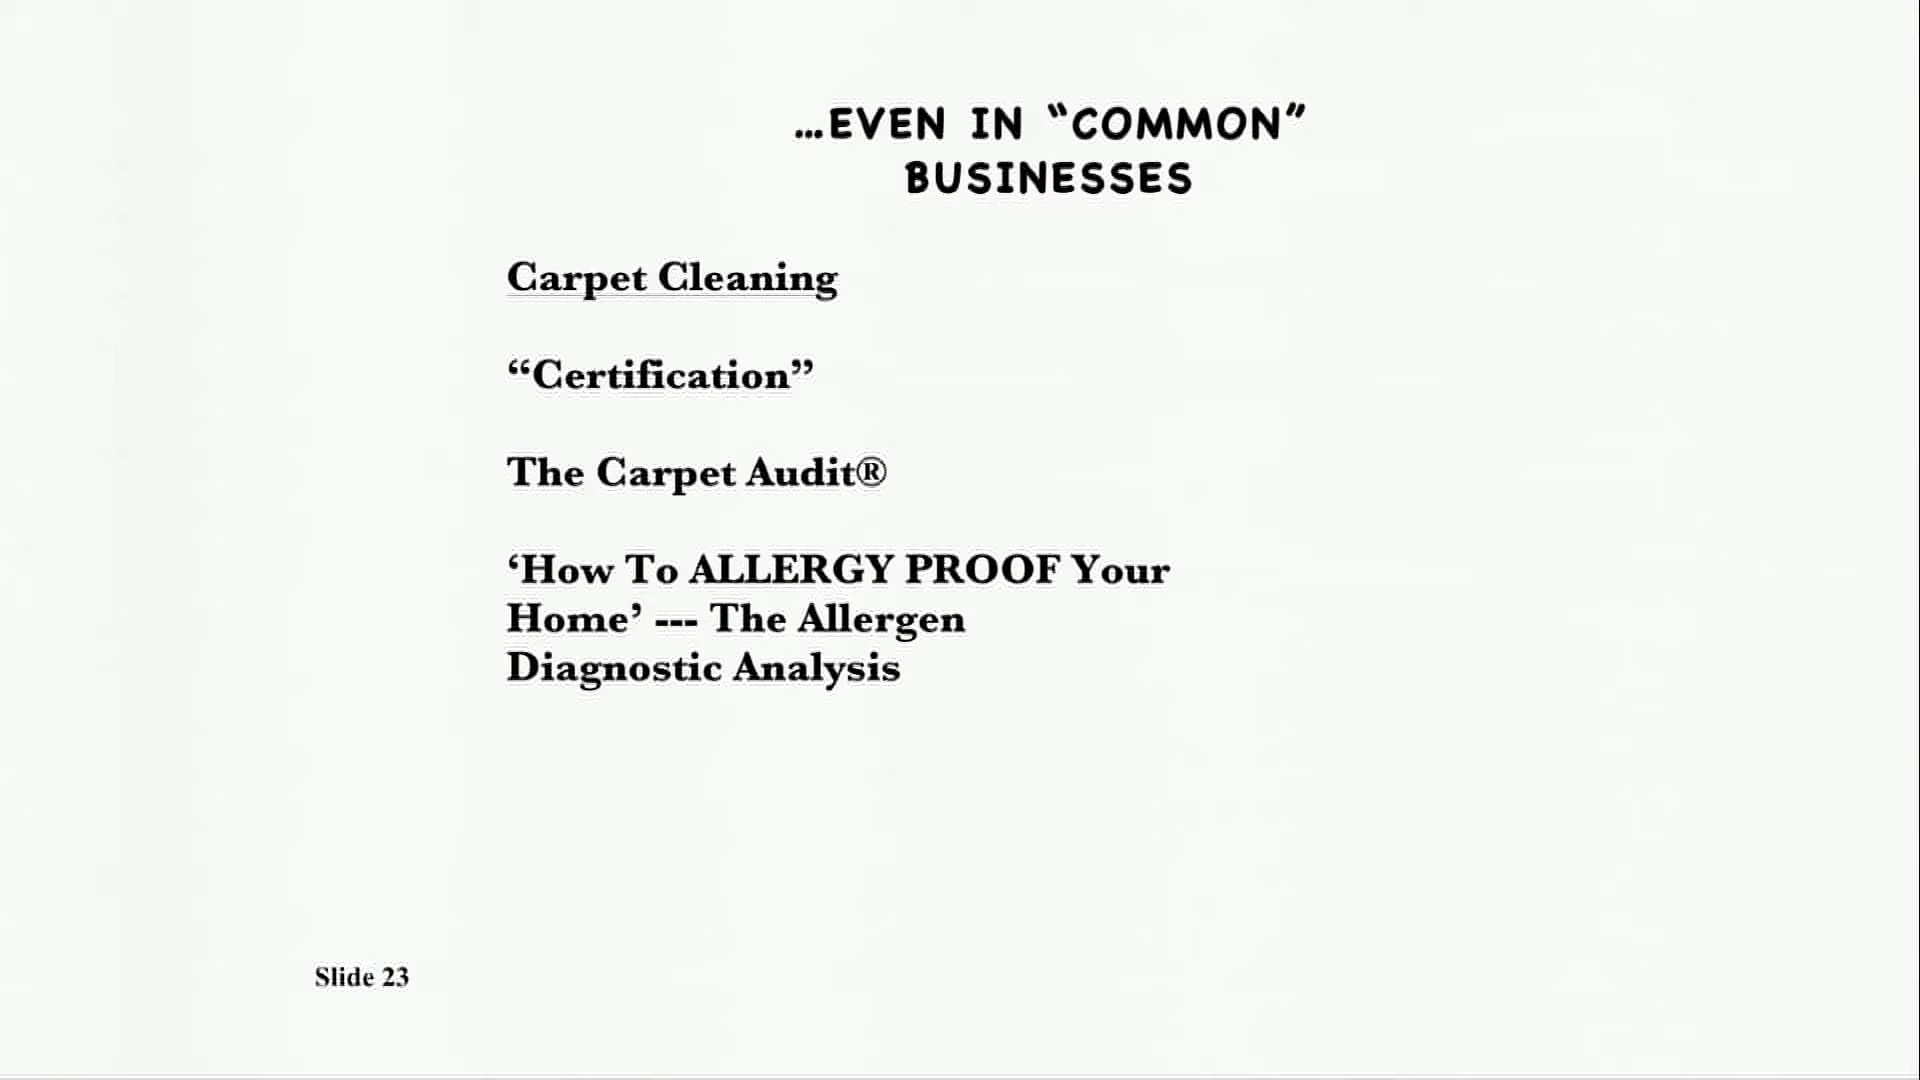 …EVEN IN “COMMON”
BUSINESSES
Carpet Cleaning
“Certification”
The Carpet Audit®
‘How To ALLERGY PROOF Your
Home’ --- The Allergen
Diagnostic Analysis
Slide 23